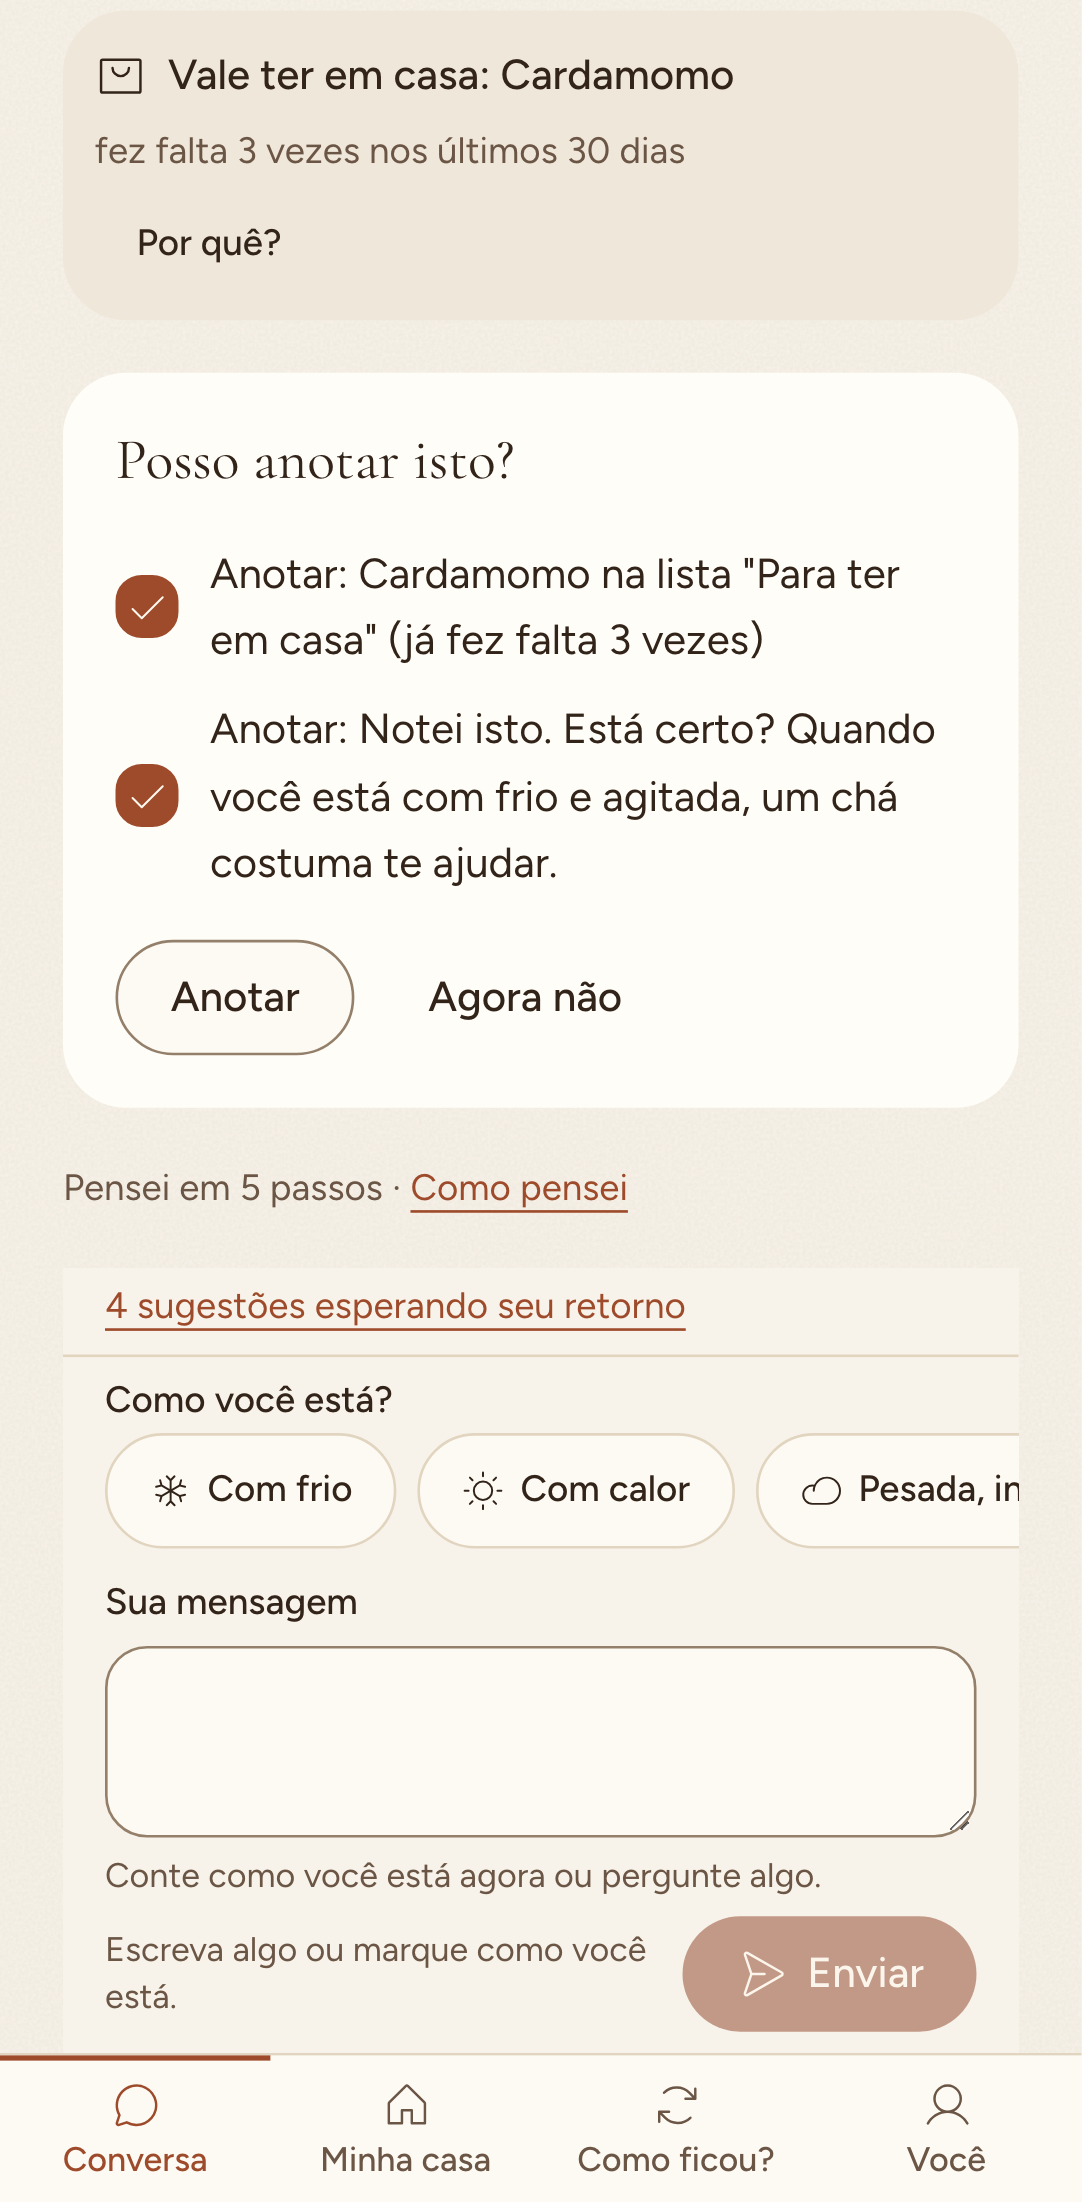 Vale ter em casa: Cardamomo
fez falta 3 vezes nos últimos 30 dias
Por quê?
Posso anotar isto?
Anotar: Cardamomo na lista "Para ter
em casa" (já fez falta 3 vezes)
Anotar: Notei isto. Está certo? Quando
você está com frio e agitada, um chá
costuma te ajudar.
Anotar
Agora não
Pensei em 5 passos · Como pensei
4 sugestões esperando seu retorno
Como você está?
Com frio
Com calor
Pesada, in
Sua mensagem
Conte como você está agora ou pergunte algo.
Escreva algo ou marque como você
está.
Enviar
Conversa
Minha casa
Como ficou?
Você